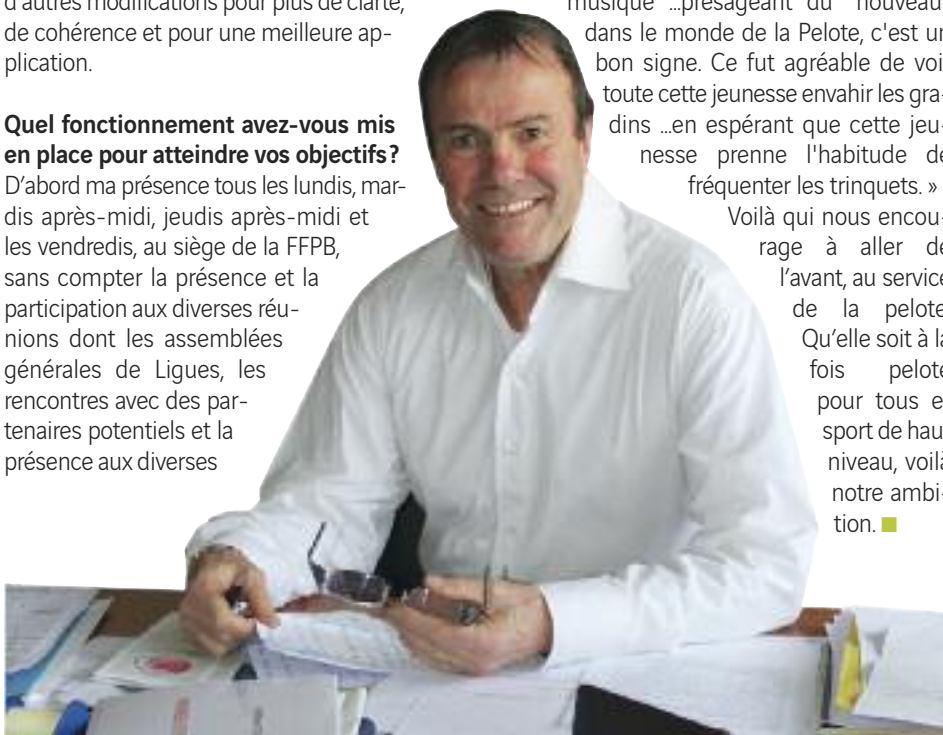 d'autres modifications pour plus de clarté,
de cohérence et pour une meilleure ap-
plication.
Quel fonctionnement avez-vous mis
en place pour atteindre vos objectifs?
D'abord ma présence tous les lundis, mar-
dis après-midi, jeudis après-midi et
les vendredis, au siège de la FFPB,
sans compter la présence et la
participation aux diverses réu-
nions dont les assemblées
générales de Ligues, les
rencontres avec des par-
tenaires potentiels et la
présence aux diverses
musique ...présageant du nouveau
dans le monde de la Pelote, c'est un
bon signe. Ce fut agréable de voi
toute cette jeunesse envahir les gra-
dins ...en espérant que cette jeu-
nesse prenne l'habitude de
fréquenter les trinquets. »
Voilà qui nous encou-
rage à aller de
l'avant, au service
de la pelote
Qu'elle soit à la
fois pelote
pour tous e
sport de hau
niveau, voilà
notre ambi-
tion.